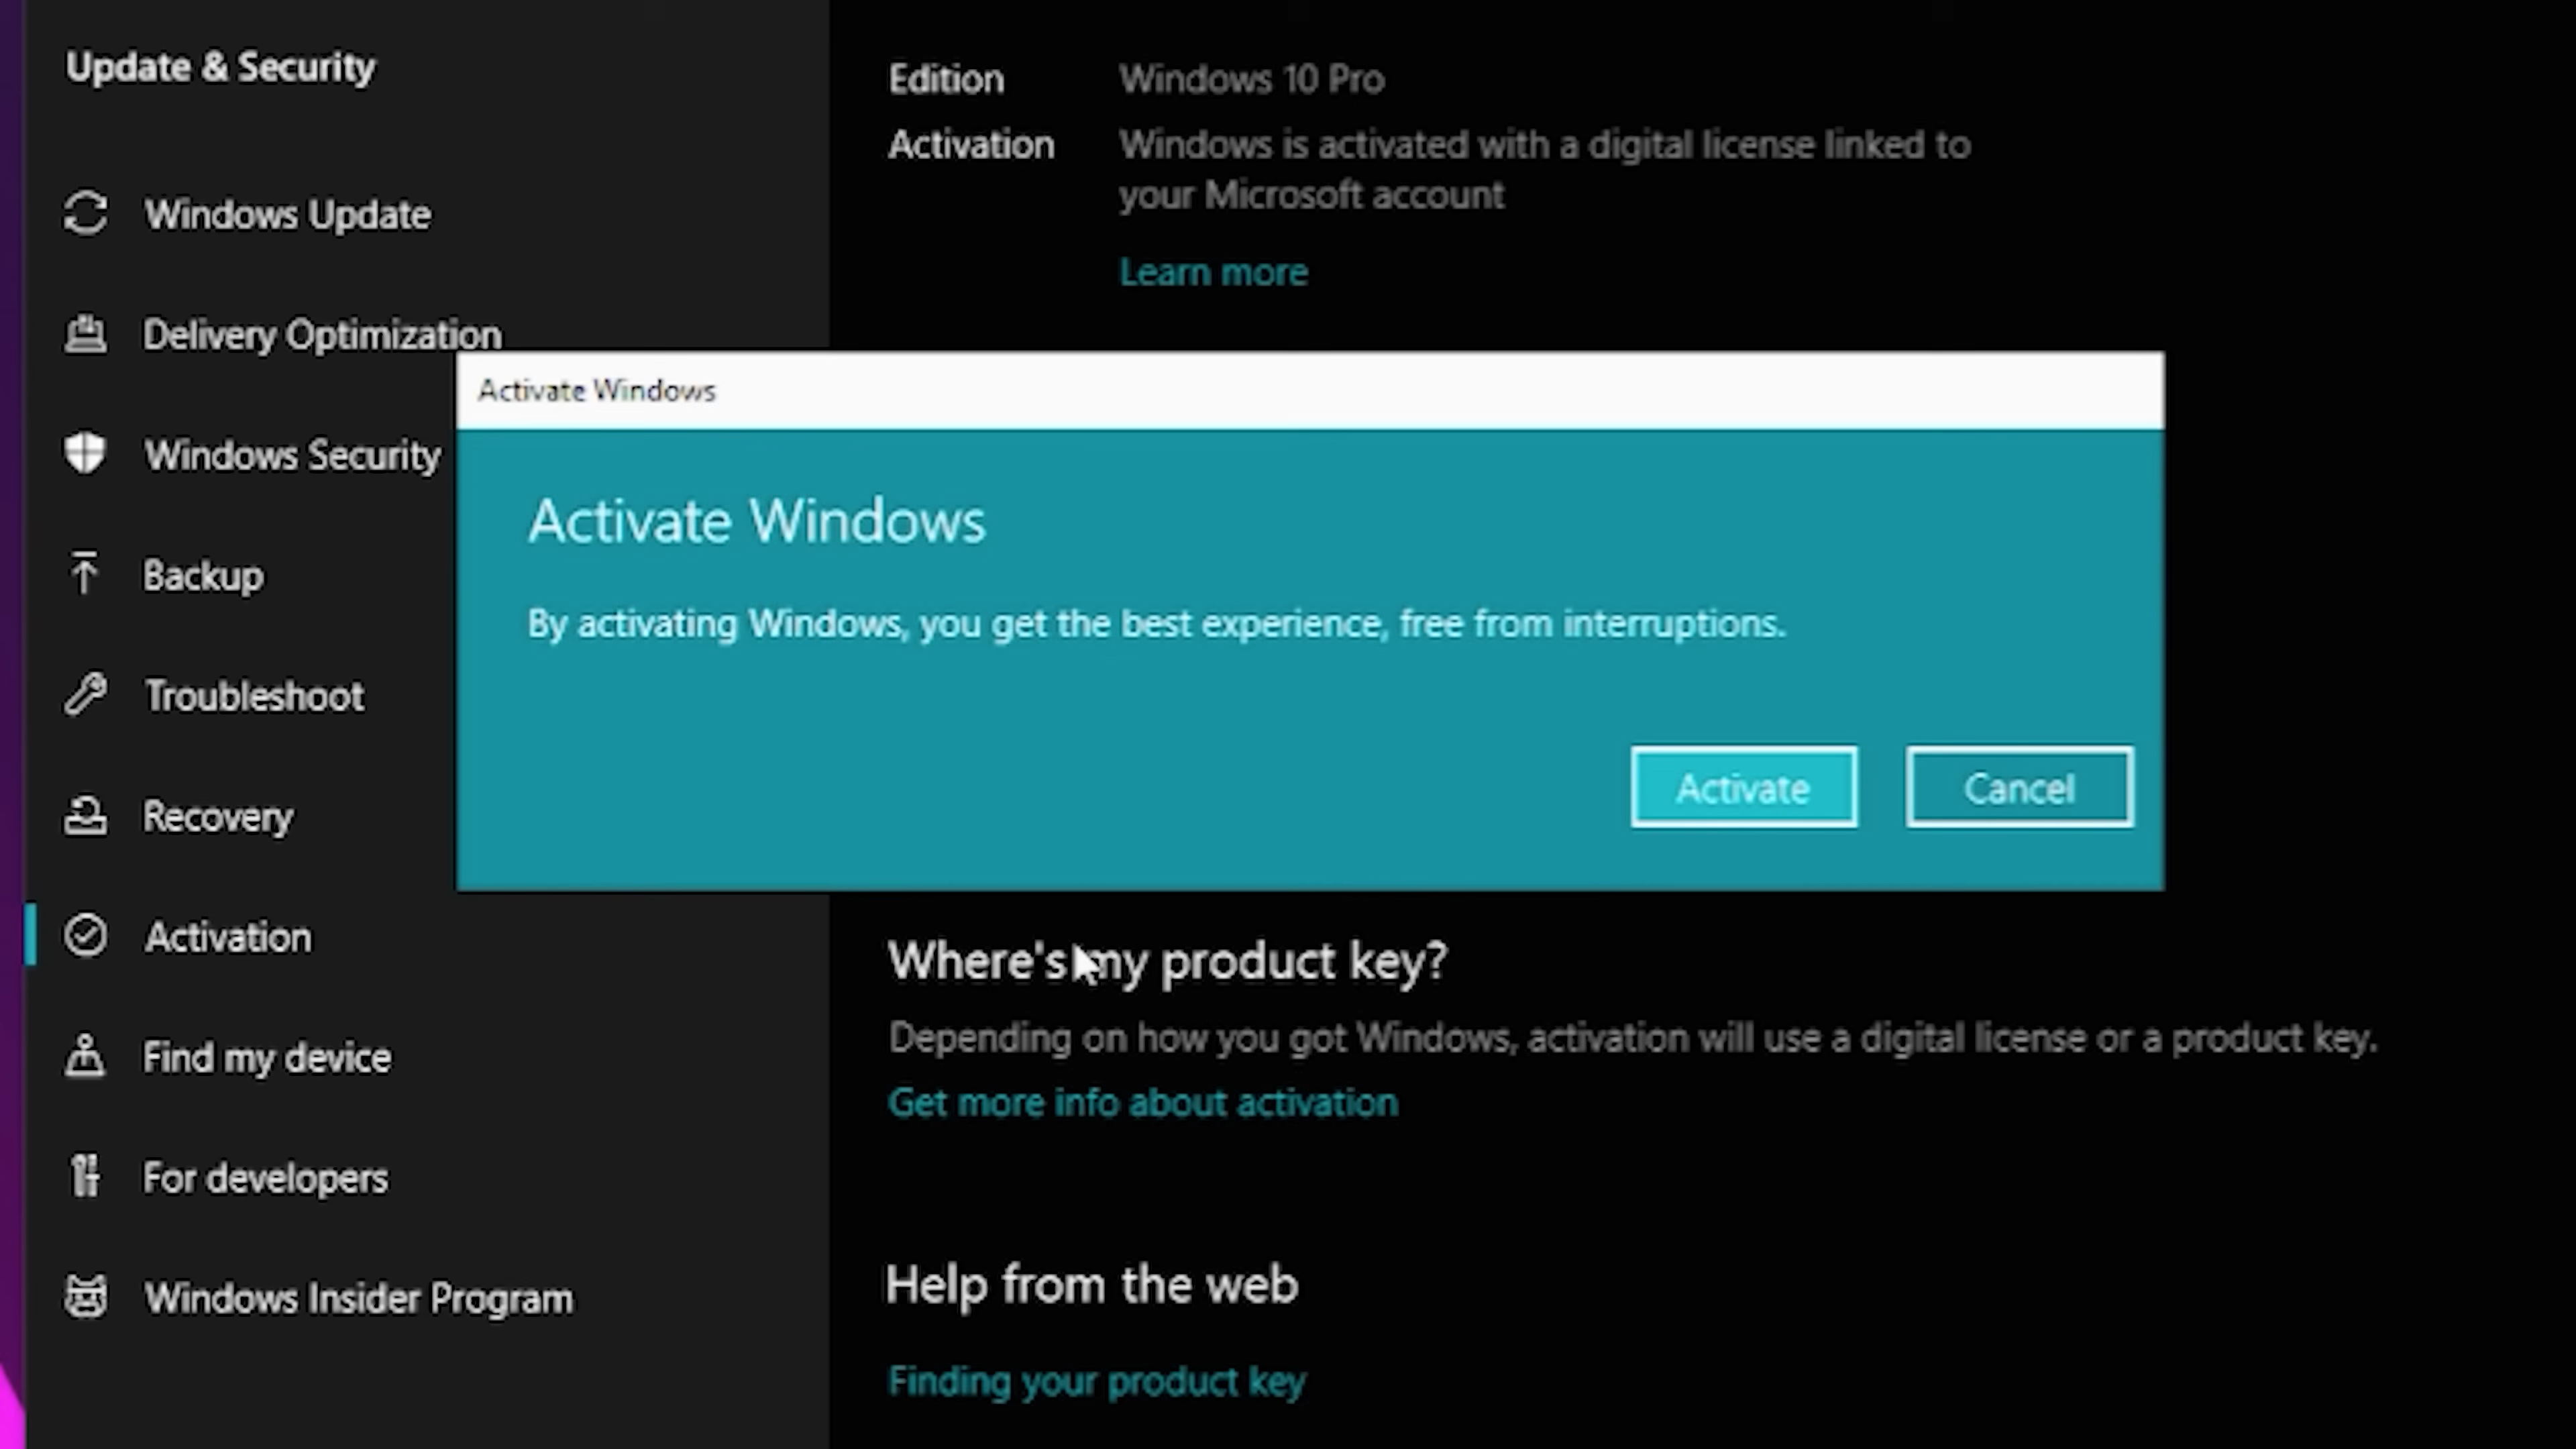 Update & Security
Windows Update
Delivery Optimization
Windows Security
Backup
Troubleshoot
Recovery
Activation
Find my device
For developers
Windows Insider Program
Edition Windows 10 Pro
Activation Windows is activated with a digital license linked to
your Microsoft account
Learn more
Activate Windows
Activate Windows
By activating Windows, you get the best experience, free from interruptions.
Activate Cancel
Where's my product key?
Depending on how you got Windows, activation will use a digital license or a product key.
Get more info about activation
Help from the web
Finding your product key